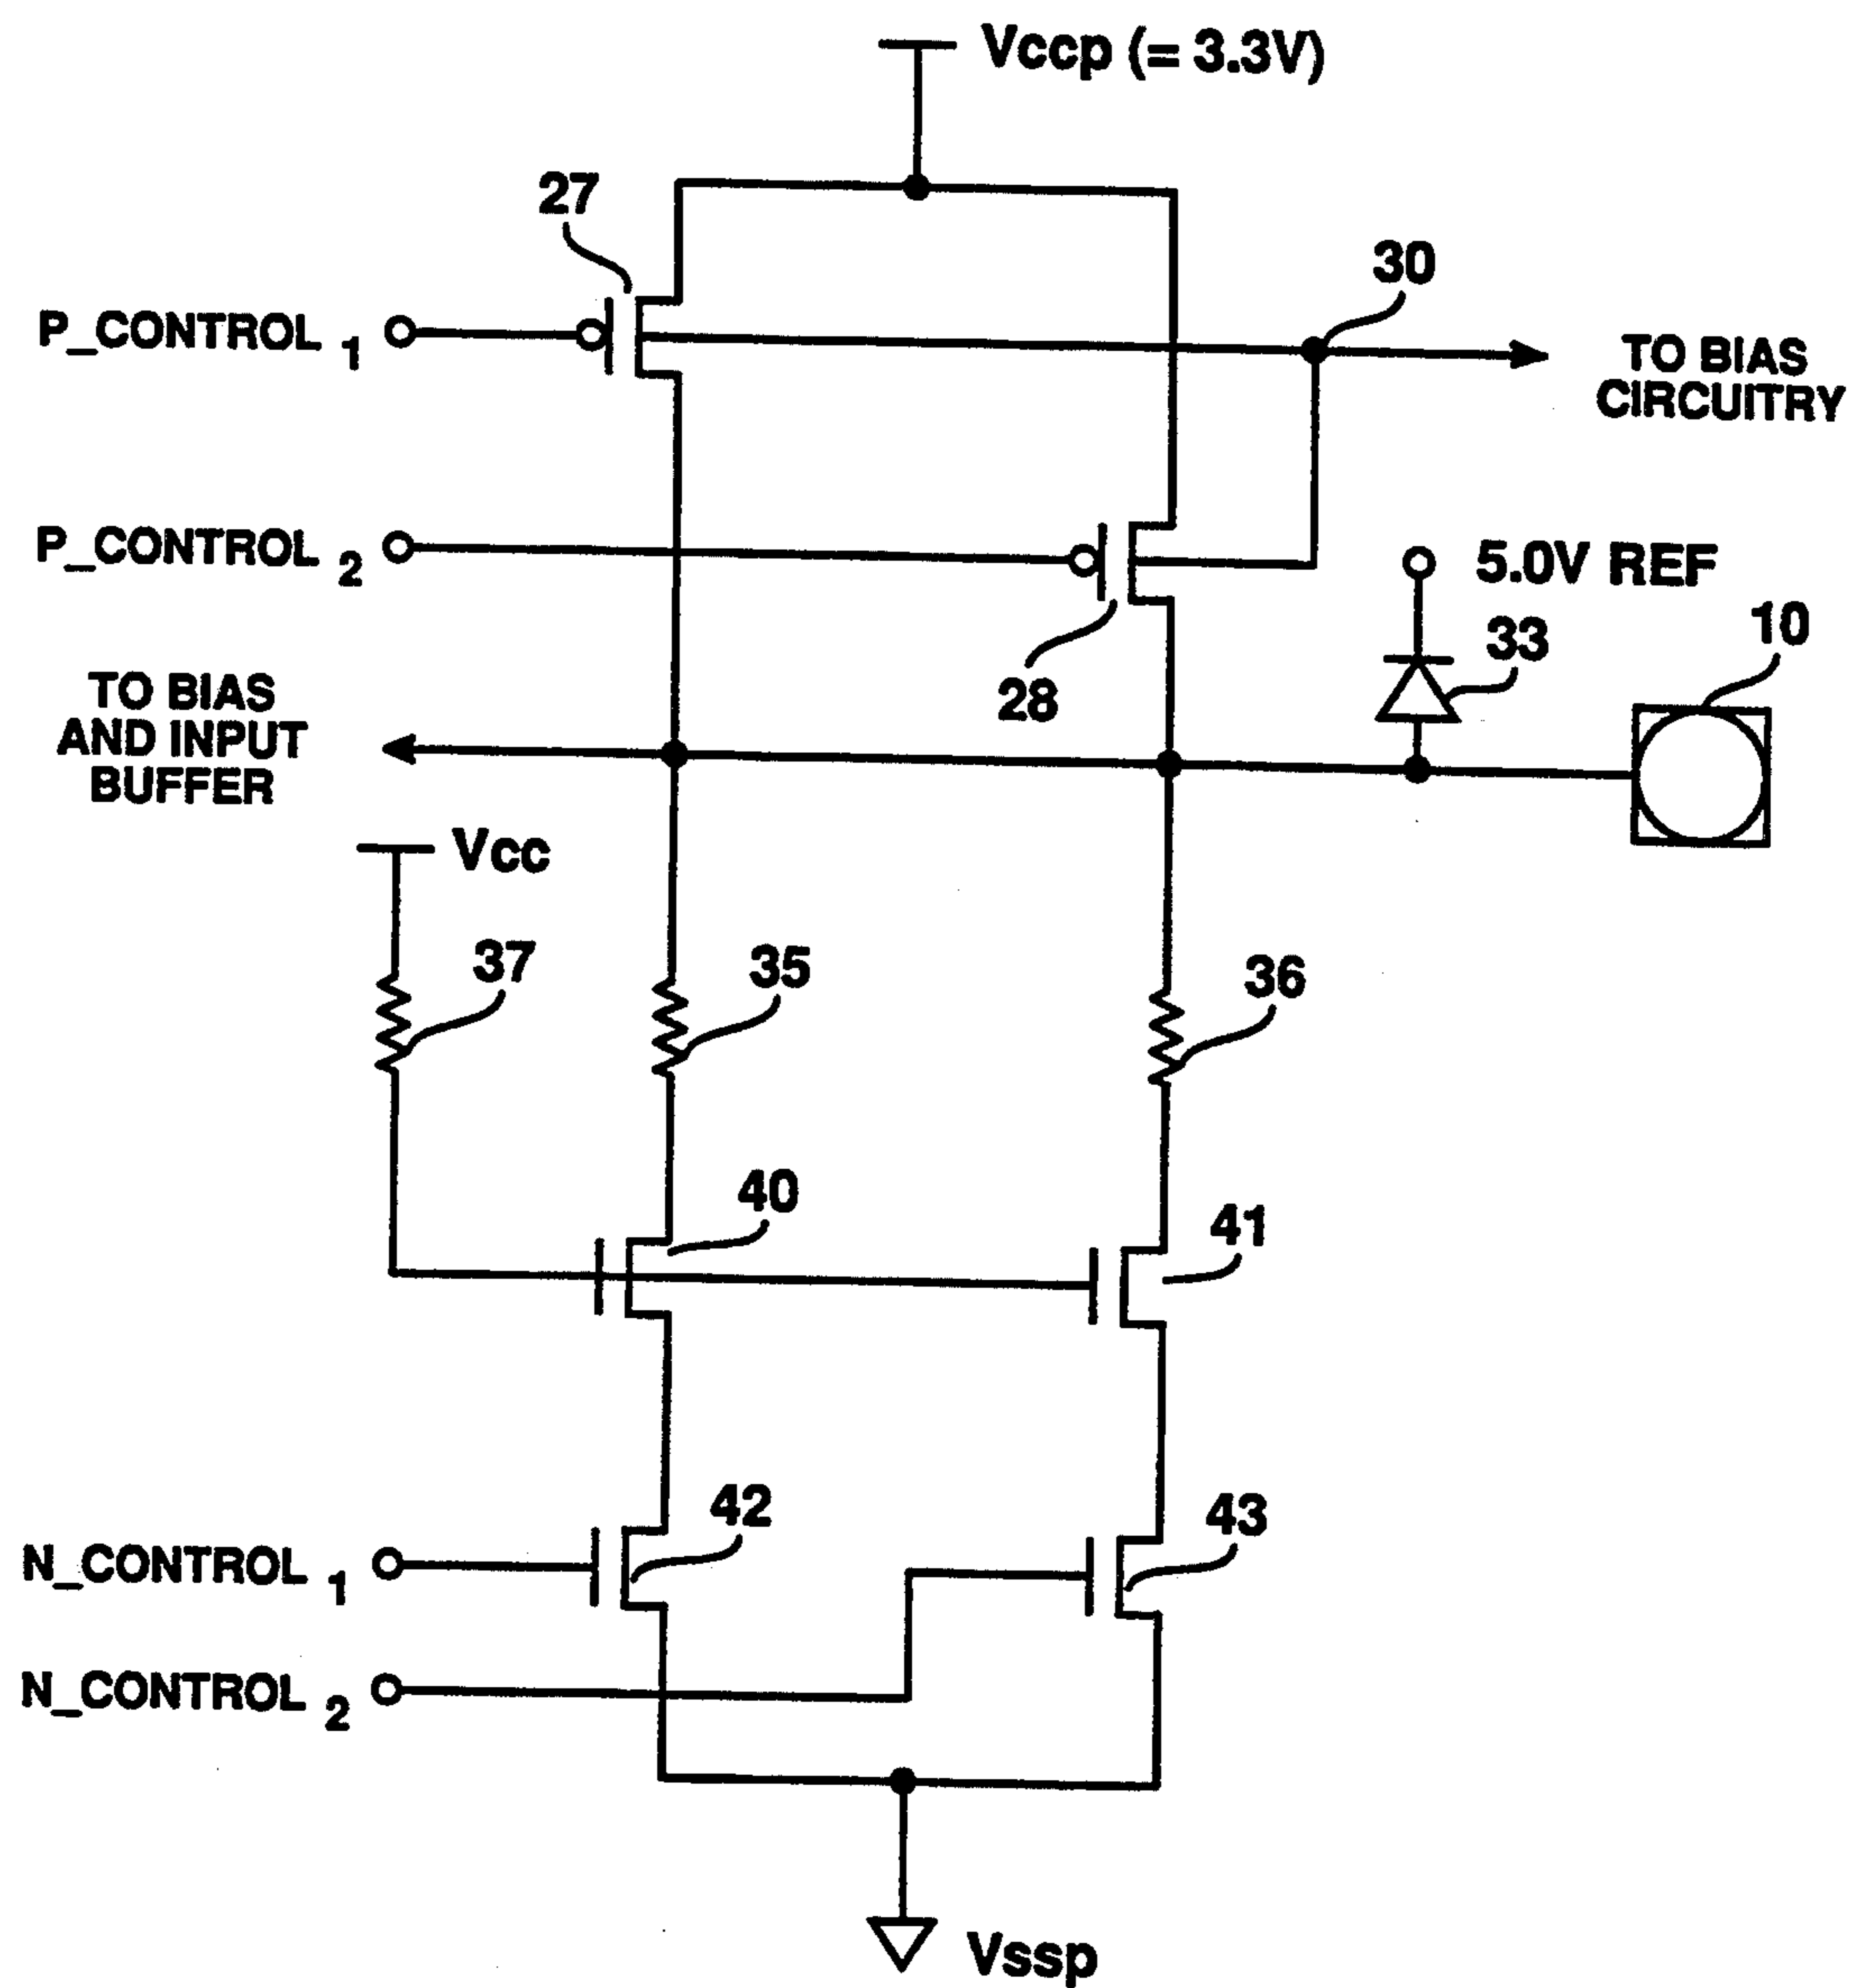 Vccp (= 3.3V)
27
30
P_CONTROL 1
TO BIAS
CIRCUITRY
P_CONTROL 2
5.0V REF
10
33
28
TO BIAS
AND INPUT
BUFFER
Vcc
37
35
36
40
41
42
43
N_CONTROL 1
N_CONTROL 2
Vssp